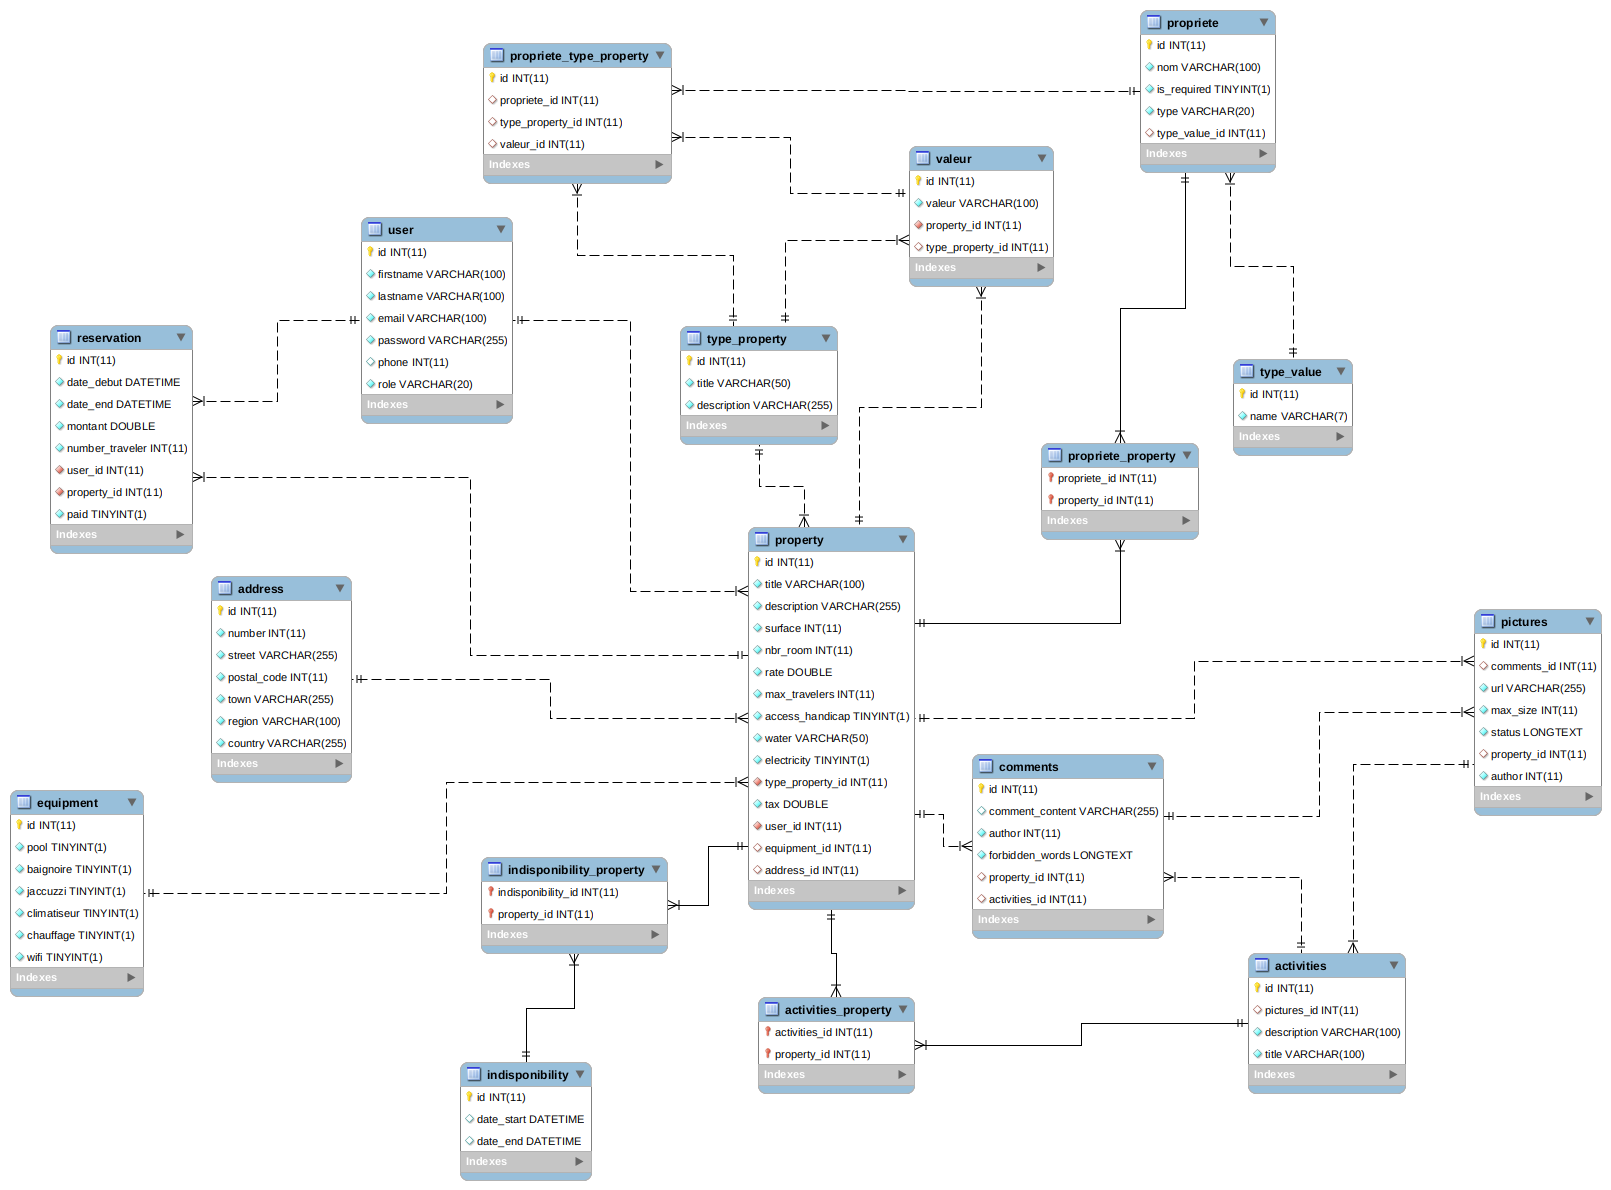 propriete
id INT(11)
nom VARCHAR(100)
is_required TINYINT(1)
type VARCHAR(20)
type_value_id INT(11)
Indexes
propriete_type_property
id INT(11)
propriete_id INT(11)
type_property_id INT(11)
valeur_id INT(11)
Indexes
valeur
id INT(11)
valeur VARCHAR(100)
property_id INT(11)
type_property_id INT(11)
Indexes
user
id INT(11)
firstname VARCHAR(100)
lastname VARCHAR(100)
email VARCHAR(100)
password VARCHAR(255)
phone INT(11)
role VARCHAR(20)
Indexes
reservation
id INT(11)
date_debut DATETIME
date_end DATETIME
montant DOUBLE
number_traveler INT(11)
user_id INT(11)
property_id INT(11)
paid TINYINT(1)
Indexes
type_property
id INT(11)
title VARCHAR(50)
description VARCHAR(255)
Indexes
type_value
id INT(11)
name VARCHAR(7)
Indexes
propriete_property
propriete_id INT(11)
property_id INT(11)
Indexes
property
id INT(11)
title VARCHAR(100)
description VARCHAR(255)
surface INT(11)
nbr_room INT(11)
rate DOUBLE
max_travelers INT(11)
access_handicap TINYINT(1)
water VARCHAR(50)
electricity TINYINT(1)
type_property_id INT(11)
tax DOUBLE
user_id INT(11)
equipment_id INT(11)
address_id INT(11)
Indexes
address
id INT(11)
number INT(11)
street VARCHAR(255)
postal_code INT(11)
town VARCHAR(255)
region VARCHAR(100)
country VARCHAR(255)
Indexes
pictures
id INT(11)
comments_id INT(11)
url VARCHAR(255)
max_size INT(11)
status LONGTEXT
property_id INT(11)
author INT(11)
Indexes
comments
id INT(11)
comment_content VARCHAR(255)
author INT(11)
forbidden_words LONGTEXT
property_id INT(11)
activities_id INT(11)
Indexes
equipment
id INT(11)
pool TINYINT(1)
baignoire TINYINT(1)
jaccuzzi TINYINT(1)
climatiseur TINYINT(1)
chauffage TINYINT(1)
wifi TINYINT(1)
Indexes
indisponibility_property
indisponibility_id INT(11)
property_id INT(11)
Indexes
activities
id INT(11)
pictures_id INT(11)
description VARCHAR(100)
title VARCHAR(100)
Indexes
activities_property
activities_id INT(11)
property_id INT(11)
Indexes
indisponibility
id INT(11)
date_start DATETIME
date_end DATETIME
Indexes